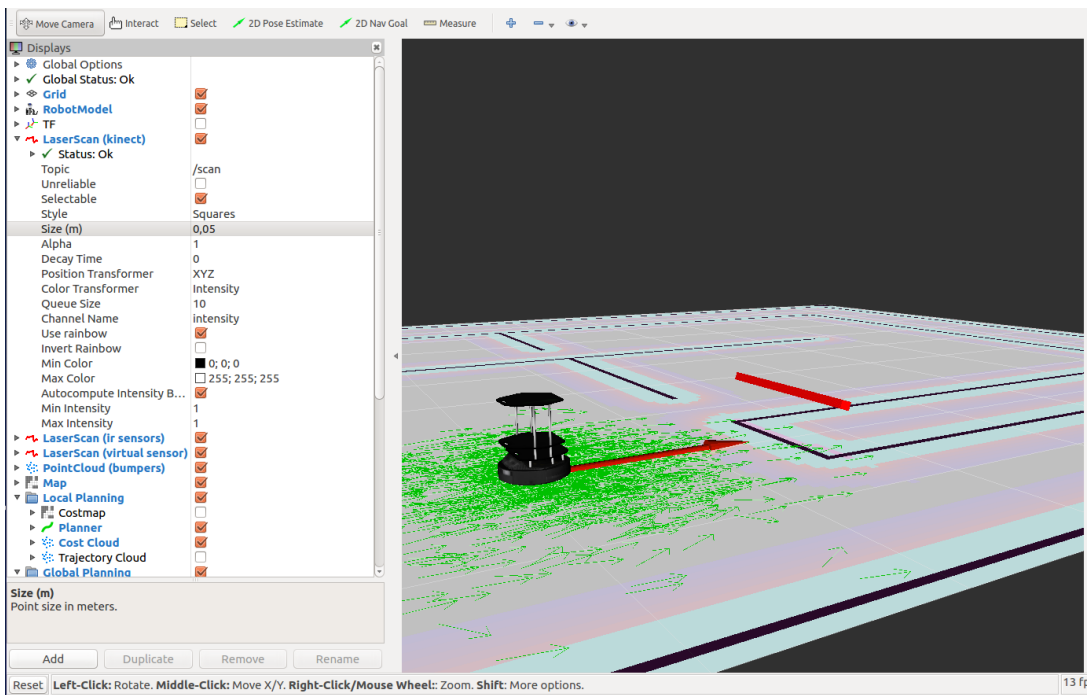 Move Camera Interact Select 2D Pose Estimate 2D Nav Goal Measure
Displays
Global Options
Global Status: Ok
Grid
RobotModel
TF
LaserScan (kinect)
Status: Ok
Topic /scan
Unreliable
Selectable
Style Squares
Size (m) 0,05
Alpha 1
Decay Time 0
Position Transformer XYZ
Color Transformer Intensity
Queue Size 10
Channel Name intensity
Use rainbow
Invert Rainbow
Min Color 0; 0; 0
Max Color 255; 255; 255
Autocompute Intensity B...
Min Intensity 1
Max Intensity 1
LaserScan (ir sensors)
LaserScan (virtual sensor)
PointCloud (bumpers)
Map
Local Planning
Costmap
Planner
Cost Cloud
Trajectory Cloud
Global Planning
Size (m)
Point size in meters.
Add Duplicate Remove Rename
Reset Left-Click: Rotate. Middle-Click: Move X/Y. Right-Click/Mouse Wheel:: Zoom. Shift: More options. 13